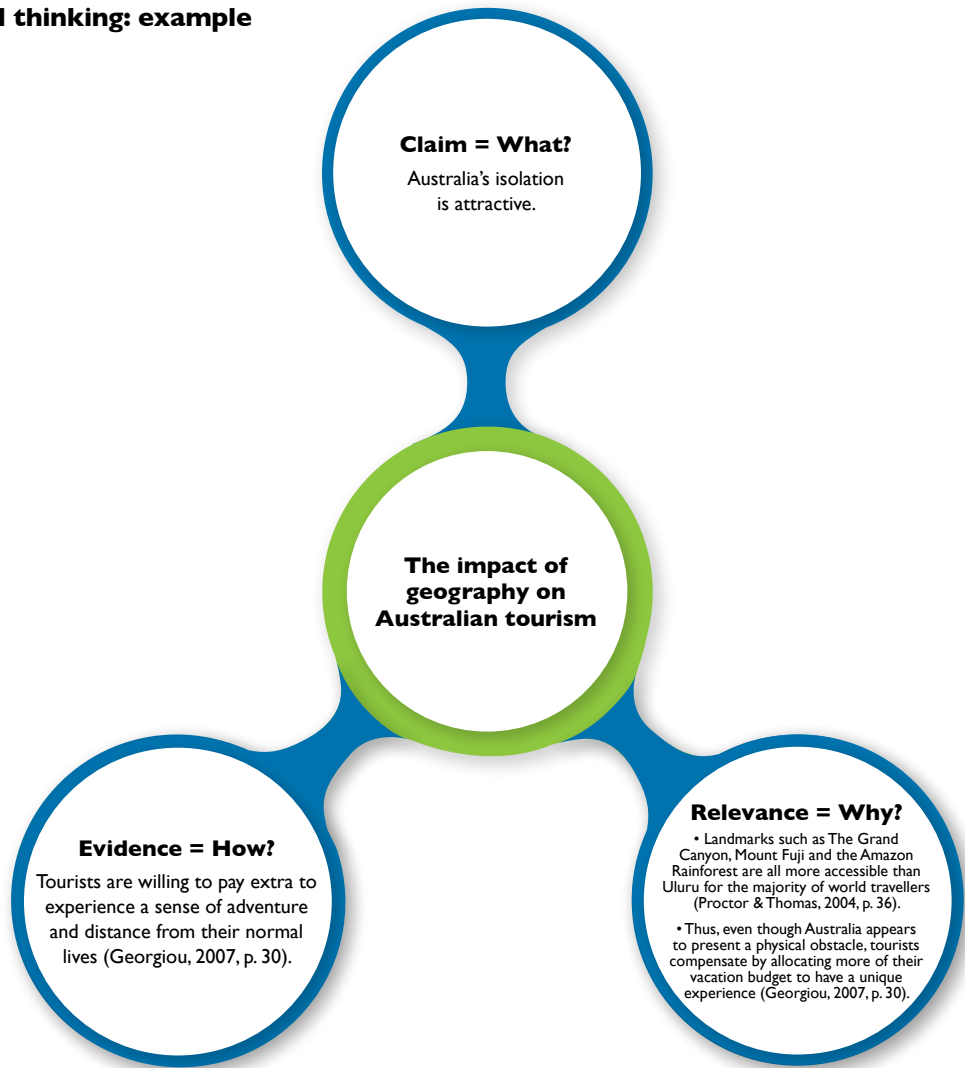 l thinking: example
Claim = What?
Australia’s isolation
is attractive.
The impact of
geography on
Australian tourism
Evidence = How?
Tourists are willing to pay extra to
experience a sense of adventure
and distance from their normal
lives (Georgiou, 2007, p. 30).
Relevance = Why?
• Landmarks such as The Grand
Canyon, Mount Fuji and the Amazon
Rainforest are all more accessible than
Uluru for the majority of world travellers
(Proctor & Thomas, 2004, p. 36).
• Thus, even though Australia appears
to present a physical obstacle, tourists
compensate by allocating more of their
vacation budget to have a unique
experience (Georgiou, 2007, p. 30).